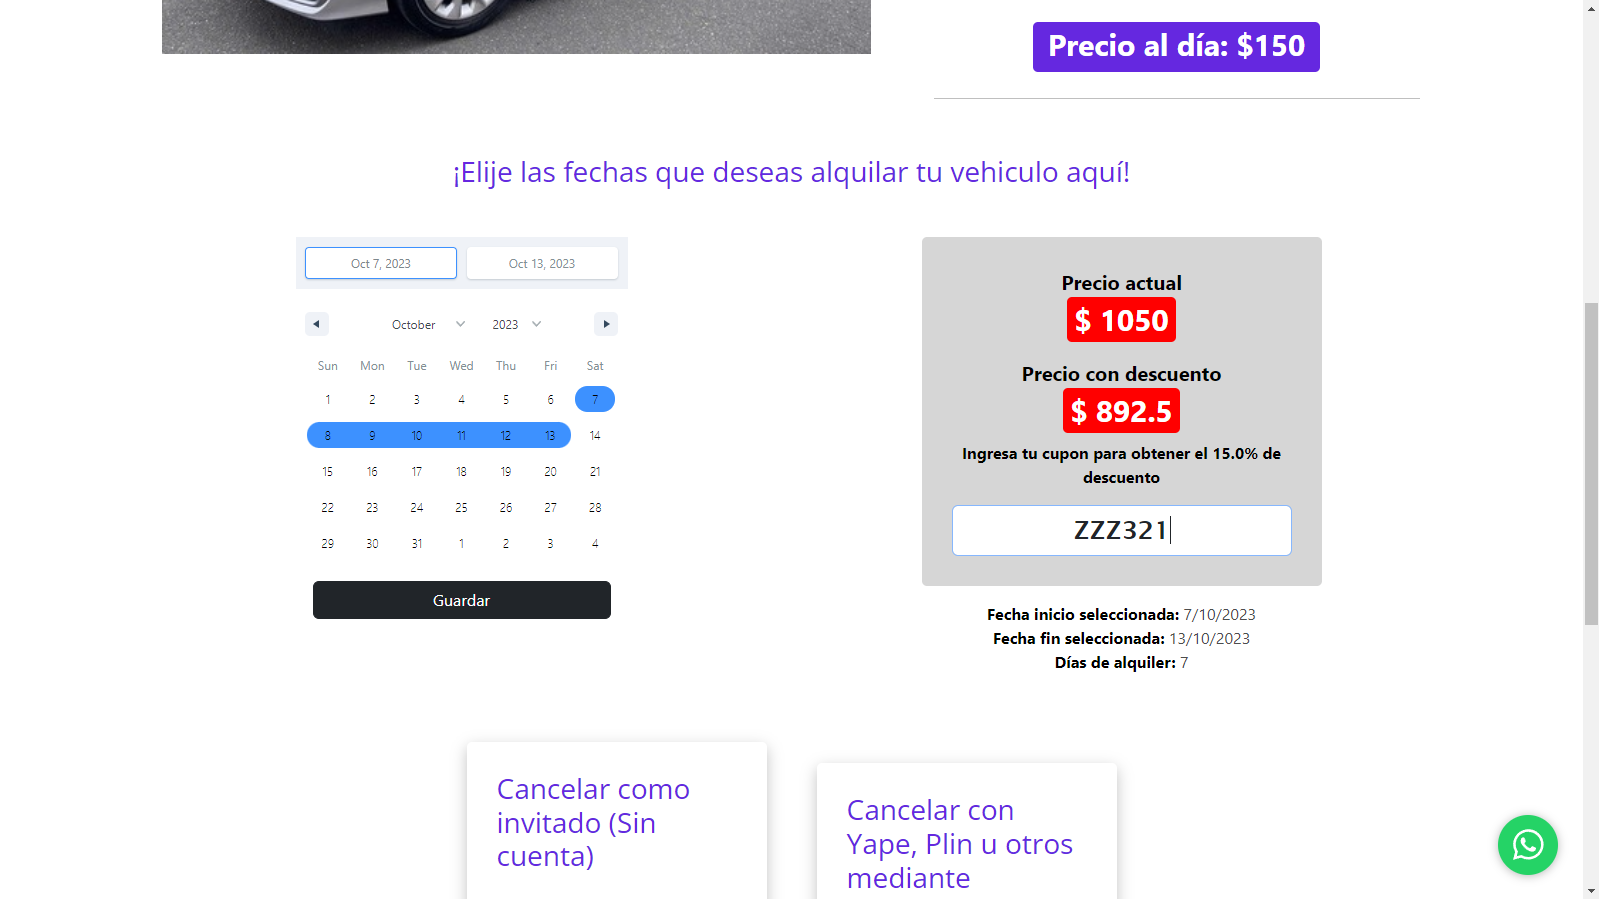 Precio al día: $150
¡Elije las fechas que deseas alquilar tu vehiculo aquí!
Oct 7, 2023 Oct 13, 2023
October 2023
Sun Mon Tue Wed Thu Fri Sat
1 2 3 4 5 6 7
8 9 10 11 12 13 14
15 16 17 18 19 20 21
22 23 24 25 26 27 28
29 30 31 1 2 3 4
Guardar
Precio actual
$ 1050
Precio con descuento
$ 892.5
Ingresa tu cupon para obtener el 15.0% de
descuento
ZZZ321
Fecha inicio seleccionada: 7/10/2023
Fecha fin seleccionada: 13/10/2023
Días de alquiler: 7
Cancelar como
invitado (Sin
cuenta)
Cancelar con
Yape, Plin u otros
mediante